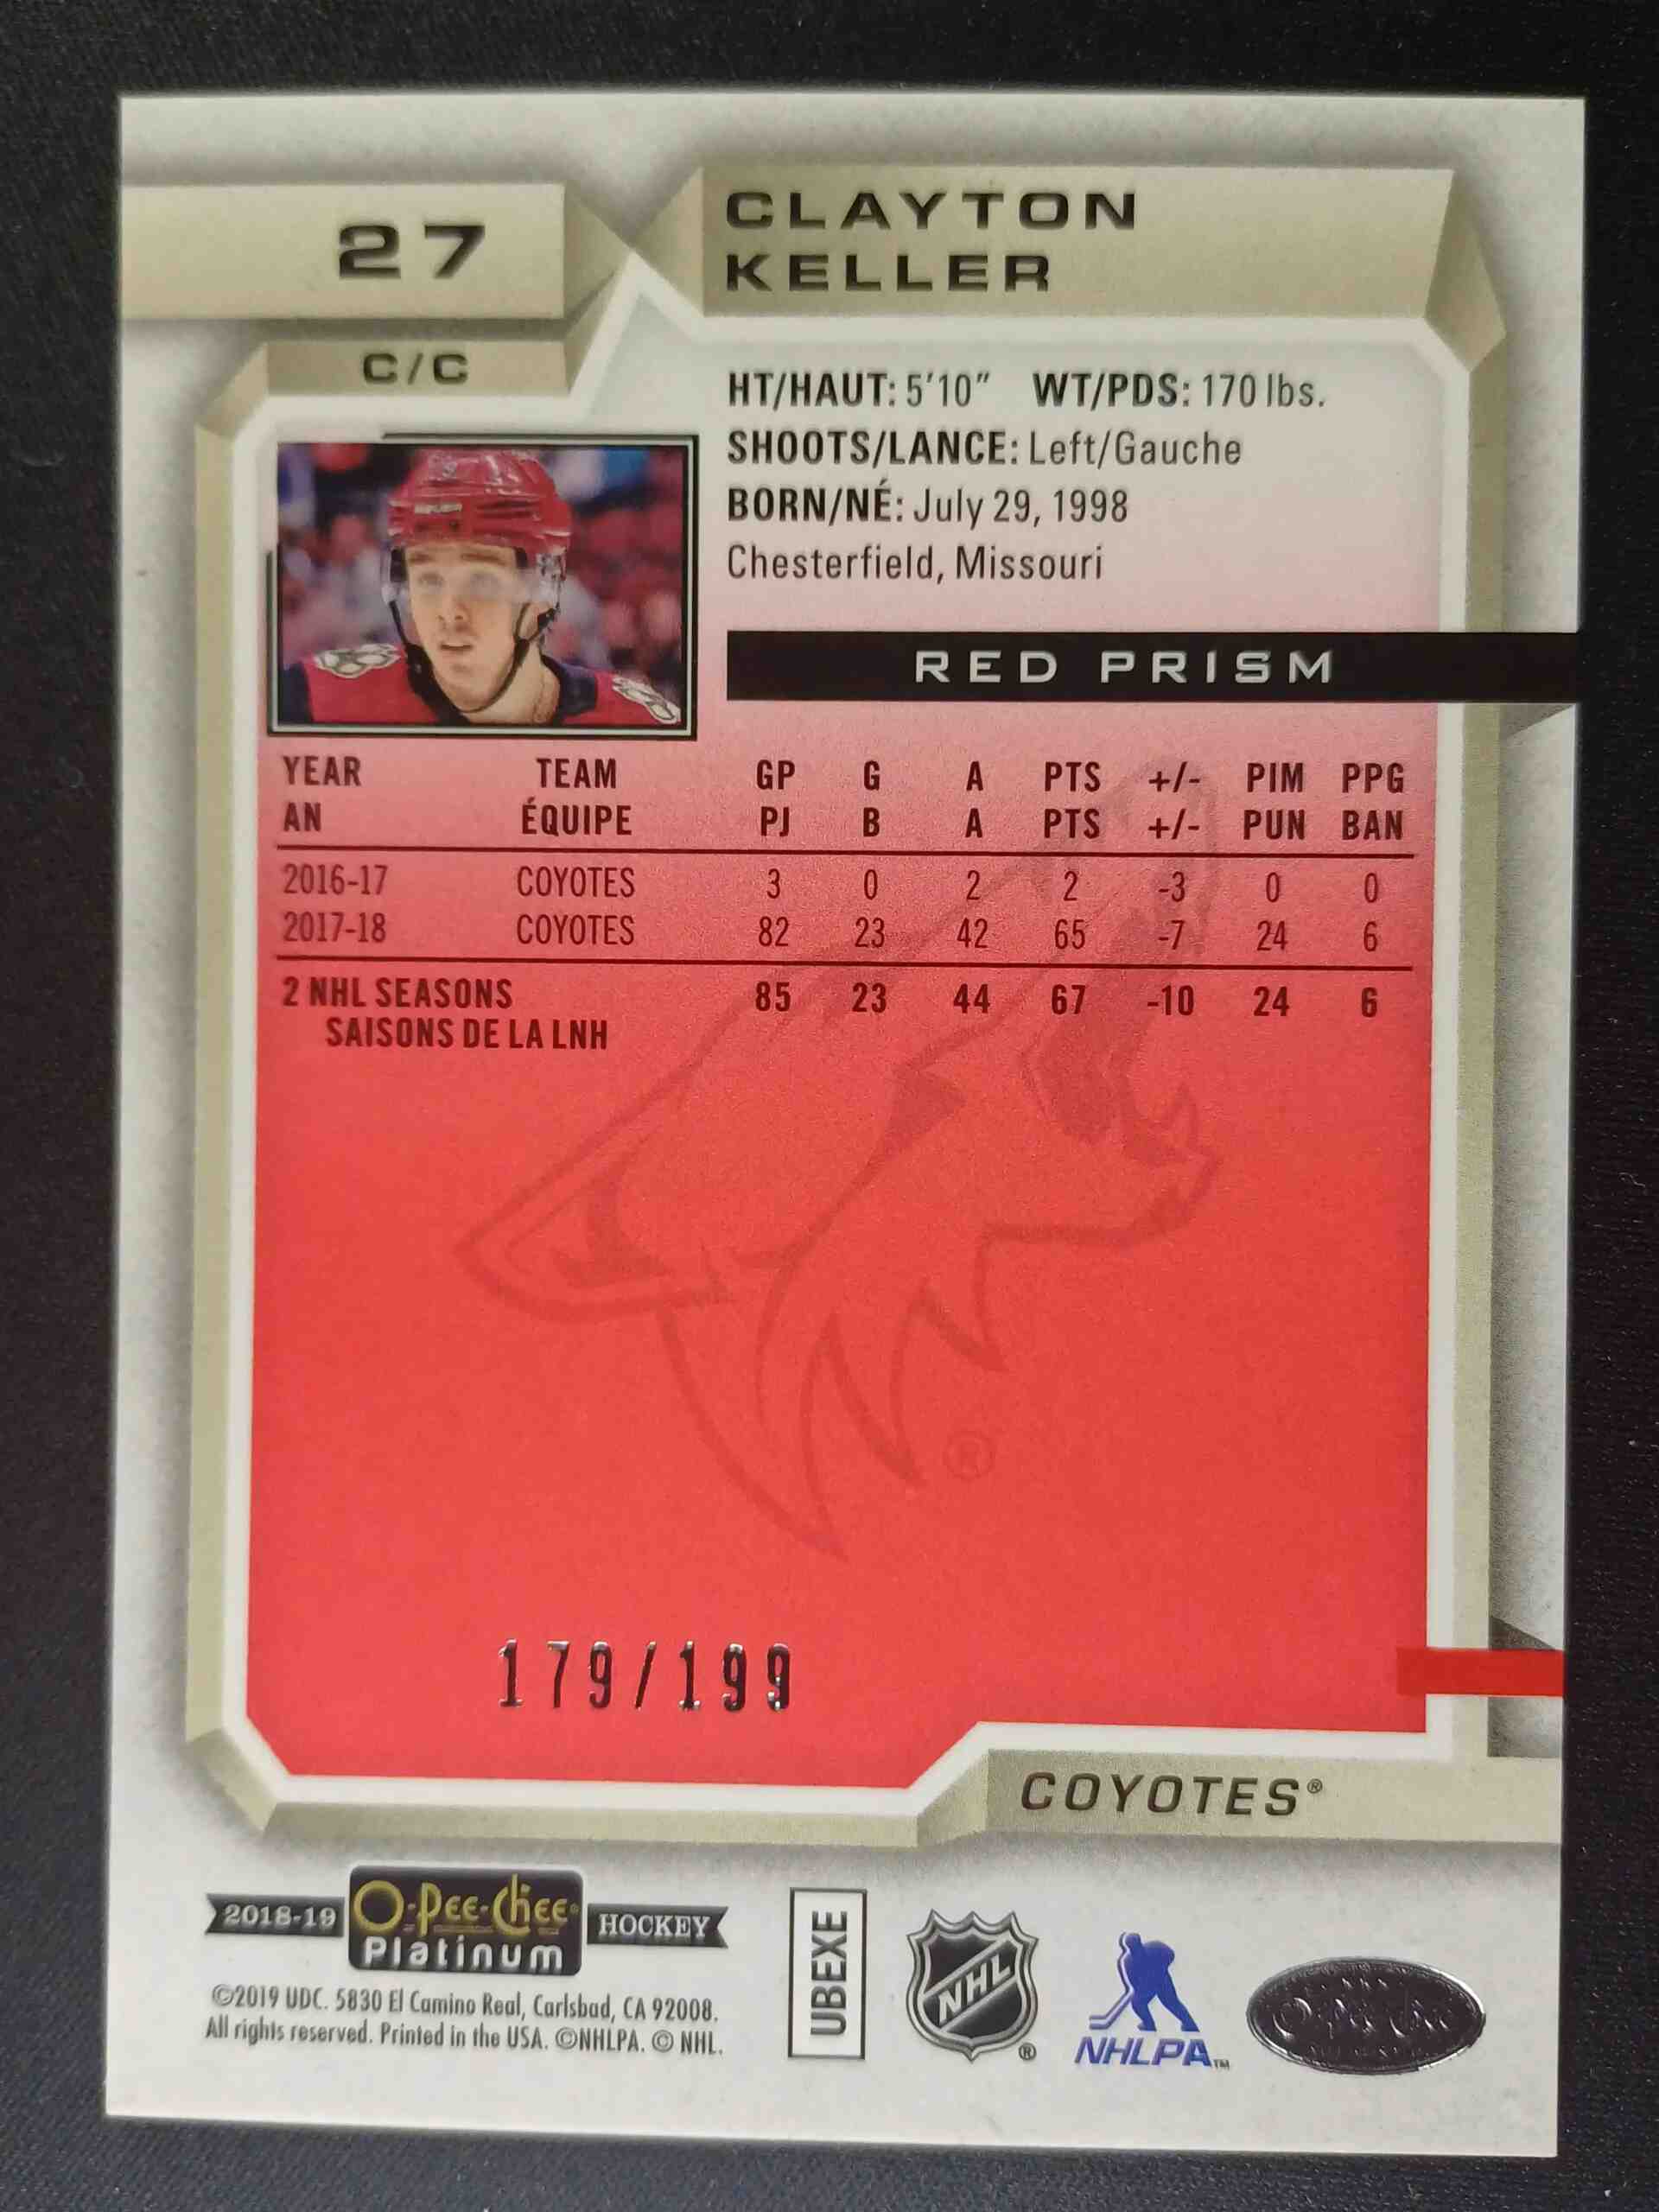 27
CLAYTON
KELLER
C/C
HT/HAUT: 5'10" WT/PDS: 170 lbs.
SHOOTS/LANCE: Left/Gauche
BORN/NÉ: July 29, 1998
Chesterfield, Missouri
RED PRISM
YEAR TEAM GP G A PTS +/- PIM PPG
AN ÉQUIPE PJ B A PTS +/- PUN BAN
2016-17 COYOTES 3 0 2 2 -3 0 0
2017-18 COYOTES 82 23 42 65 -7 24 6
2 NHL SEASONS 85 23 44 67 -10 24 6
SAISONS DE LA LNH
®
179/199
COYOTES®
2018-19 O-Pee-Chee Platinum HOCKEY
©2019 UDC. 5830 El Camino Real, Carlsbad, CA 92008.
All rights reserved. Printed in the USA. ©NHLPA. © NHL.
UBEXE
NHL ®
NHLPA™
O-Pee-Chee